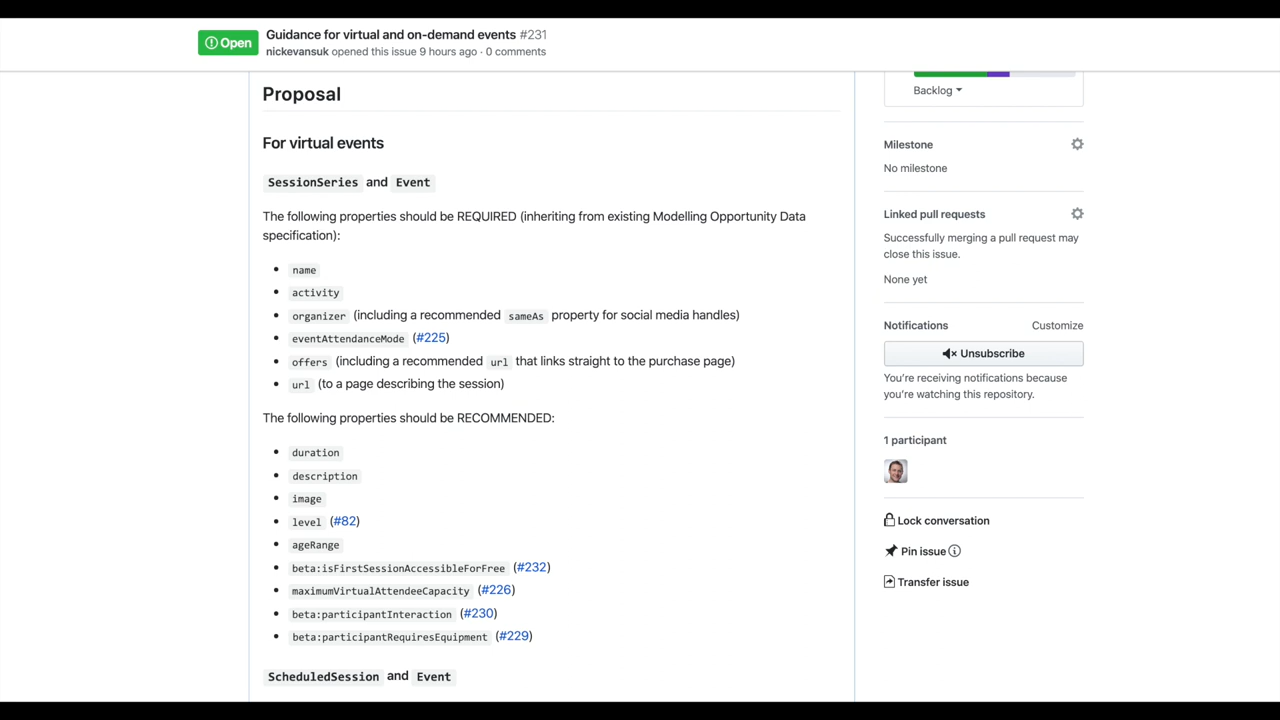 Open
Guidance for virtual and on-demand events #231
nickevansuk opened this issue 9 hours ago · 0 comments
Proposal
For virtual events
SessionSeries and Event
The following properties should be REQUIRED (inheriting from existing Modelling Opportunity Data
specification):
• name
• activity
• organizer (including a recommended sameAs property for social media handles)
• eventAttendanceMode (#225)
• offers (including a recommended url that links straight to the purchase page)
• url (to a page describing the session)
The following properties should be RECOMMENDED:
• duration
• description
• image
• level (#82)
• ageRange
• beta:isFirstSessionAccessibleForFree (#232)
• maximumVirtualAttendeeCapacity (#226)
• beta:participantInteraction (#230)
• beta:participantRequiresEquipment (#229)
ScheduledSession and Event
Backlog
Milestone
No milestone
Linked pull requests
Successfully merging a pull request may
close this issue.
None yet
Notifications Customize
Unsubscribe
You're receiving notifications because
you're watching this repository.
1 participant
Lock conversation
Pin issue
Transfer issue